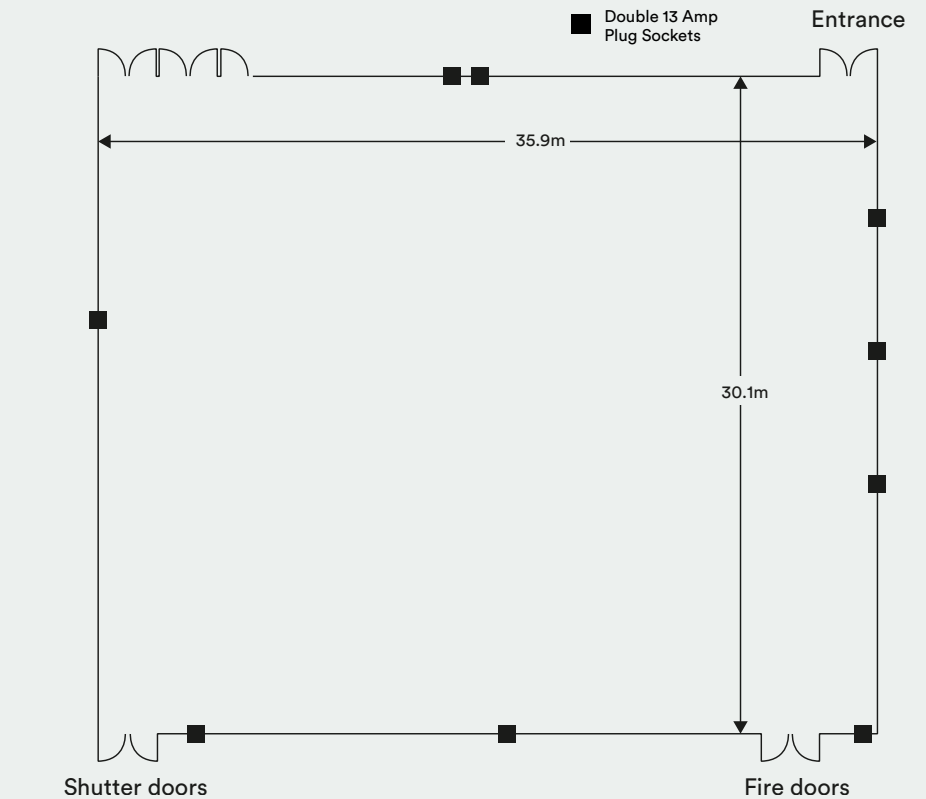 Double 13 Amp
Plug Sockets
Entrance
35.9m
30.1m
Shutter doors
Fire doors